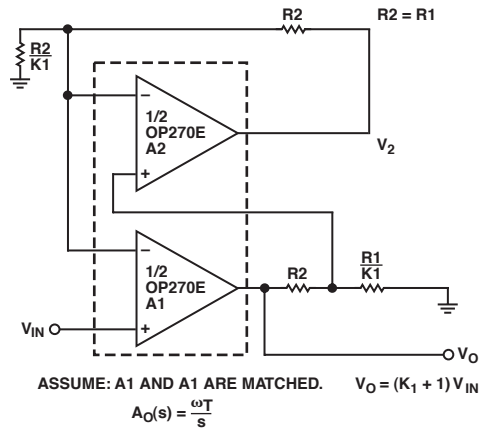 R2
R2 = R1
R2
K1
1/2
OP270E
A2
−
+
V2
1/2
OP270E
A1
−
+
R2
R1
K1
VIN
VO
ASSUME: A1 AND A1 ARE MATCHED.
VO = (K1 + 1) VIN
AO(s) = ωT
s